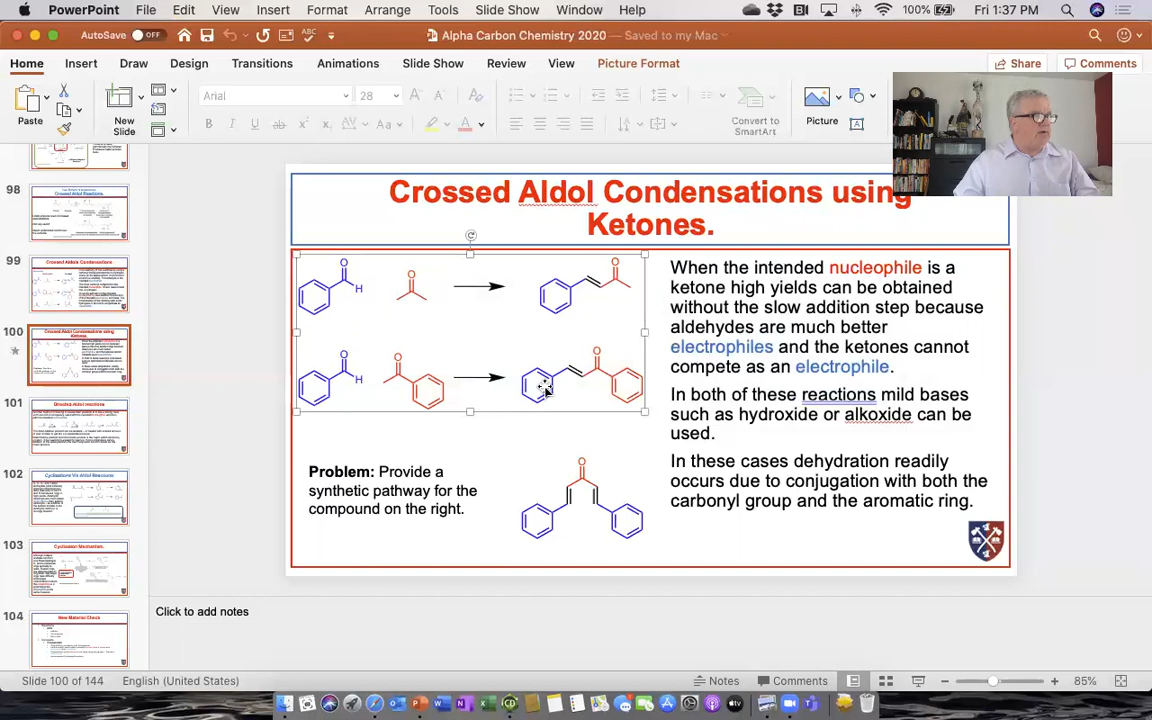 PowerPoint File Edit View Insert Format Arrange Tools Slide Show Window Help 100% Fri 1:37 PM
AutoSave OFF Alpha Carbon Chemistry 2020 — Saved to my Mac
Home Insert Draw Design Transitions Animations Slide Show Review View Picture Format Share Comments
Paste New Slide Arial 28 Convert to SmartArt Picture
98
99
100
101
102
103
104
Crossed Aldol Condensations using
Ketones.
O
H
O
O
O
H
O
O
Problem: Provide a
synthetic pathway for the
compound on the right.
O
When the intended nucleophile is a
ketone high yields can be obtained
without the slow addition step because
aldehydes are much better
electrophiles and the ketones cannot
compete as an electrophile.
In both of these reactions mild bases
such as hydroxide or alkoxide can be
used.
In these cases dehydration readily
occurs due to conjugation with both the
carbonyl group and the aromatic ring.
Click to add notes
Slide 100 of 144 English (United States) Notes Comments 85%